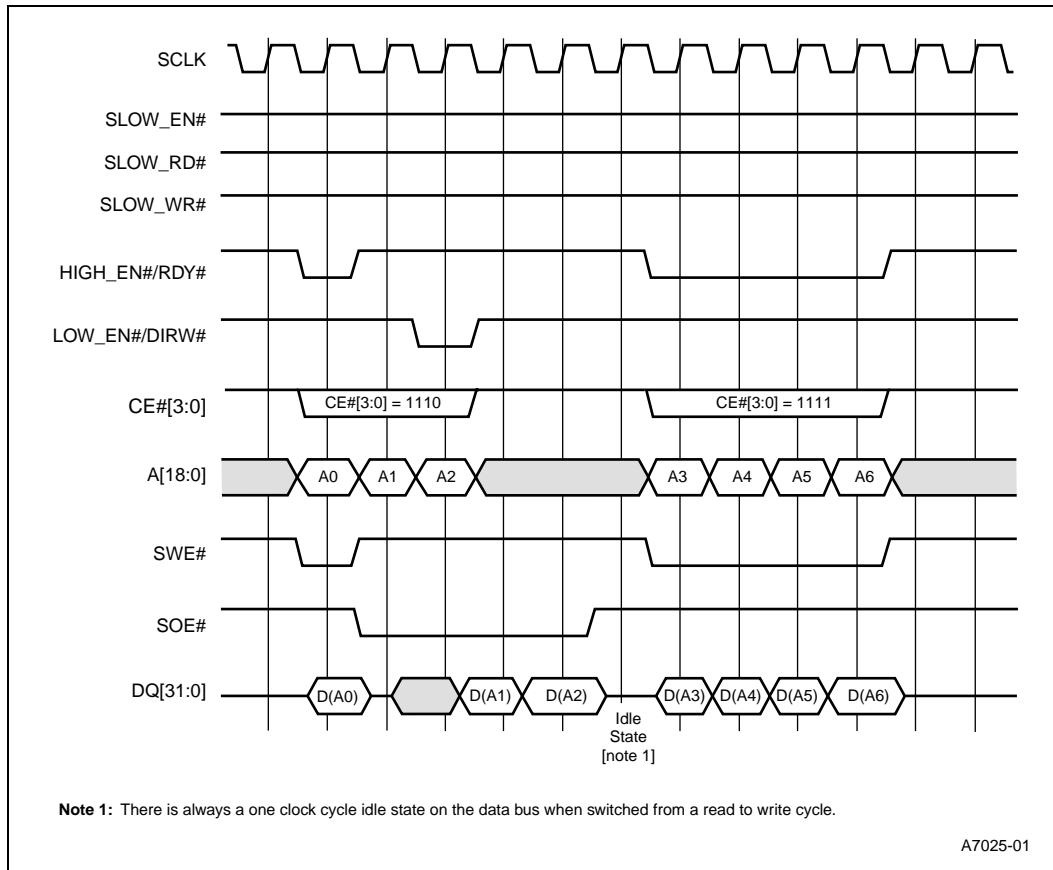 SCLK
SLOW_EN#
SLOW_RD#
SLOW_WR#
HIGH_EN#/RDY#
LOW_EN#/DIRW#
CE#[3:0]
CE#[3:0] = 1110
CE#[3:0] = 1111
A[18:0]
A0
A1
A2
A3
A4
A5
A6
SWE#
SOE#
DQ[31:0]
D(A0)
D(A1)
D(A2)
D(A3)
D(A4)
D(A5)
D(A6)
Idle
State
[note 1]
Note 1: There is always a one clock cycle idle state on the data bus when switched from a read to write cycle.
A7025-01